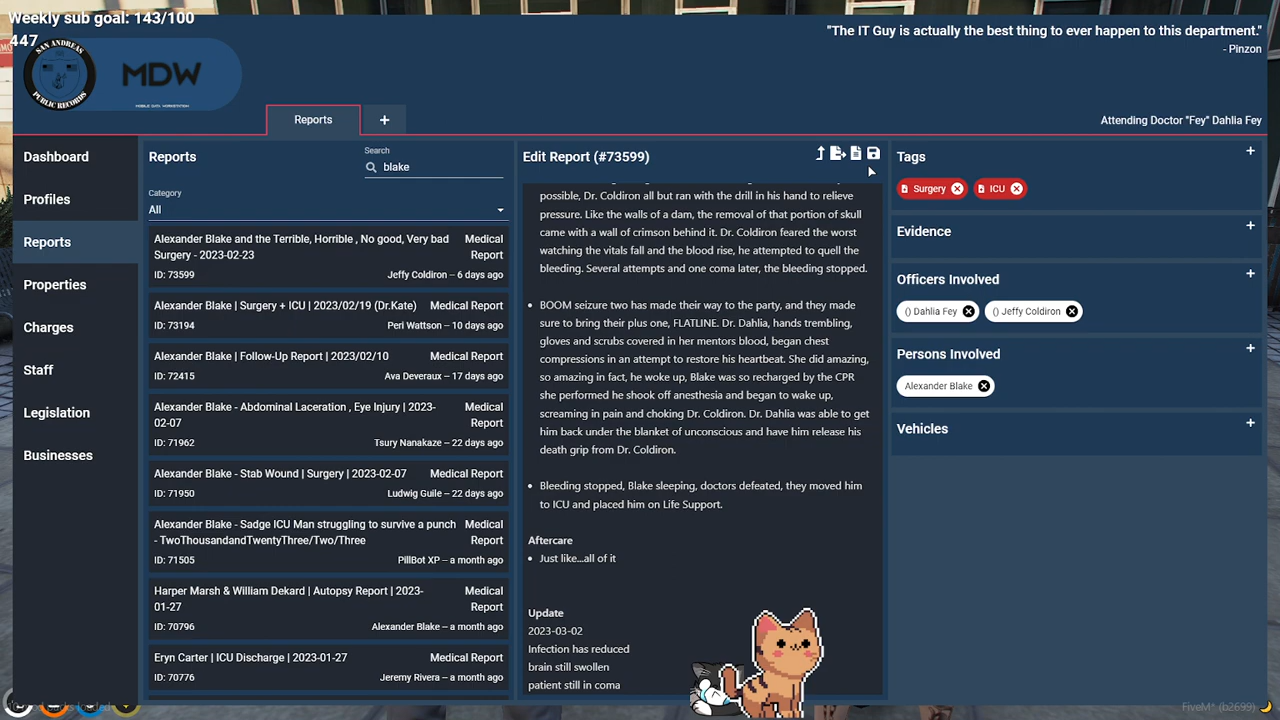 Weekly sub goal: 143/100
447
"The IT Guy is actually the best thing to ever happen to this department."
- Pinzon
SAN ANDREAS
PUBLIC RECORDS
MDW
MOBILE DATA WORKSTATION
Reports
+
Attending Doctor "Fey" Dahlia Fey
Dashboard
Profiles
Reports
Properties
Charges
Staff
Legislation
Businesses
Reports
Search
blake
Category
All
Alexander Blake and the Terrible, Horrible , No good, Very bad
Surgery - 2023-02-23
Medical
Report
ID: 73599
Jeffy Coldiron – 6 days ago
Alexander Blake | Surgery + ICU | 2023/02/19 (Dr.Kate)
Medical Report
ID: 73194
Peri Wattson – 10 days ago
Alexander Blake | Follow-Up Report | 2023/02/10
Medical Report
ID: 72415
Ava Deveraux – 17 days ago
Alexander Blake - Abdominal Laceration , Eye Injury | 2023-
02-07
Medical
Report
ID: 71962
Tsury Nanakaze – 22 days ago
Alexander Blake - Stab Wound | Surgery | 2023-02-07
Medical Report
ID: 71950
Ludwig Guile – 22 days ago
Alexander Blake - Sadge ICU Man struggling to survive a punch
- TwoThousandandTwentyThree/Two/Three
Medical
Report
ID: 71505
PillBot XP – a month ago
Harper Marsh & William Dekard | Autopsy Report | 2023-
01-27
Medical
Report
ID: 70796
Alexander Blake – a month ago
Eryn Carter | ICU Discharge | 2023-01-27
Medical Report
ID: 70776
Jeremy Rivera – a month ago
Edit Report (#73599)
possible, Dr. Coldiron all but ran with the drill in his hand to relieve
pressure. Like the walls of a dam, the removal of that portion of skull
came with a wall of crimson behind it. Dr. Coldiron feared the worst
watching the vitals fall and the blood rise, he attempted to quell the
bleeding. Several attempts and one coma later, the bleeding stopped.
• BOOM seizure two has made their way to the party, and they made
sure to bring their plus one, FLATLINE. Dr. Dahlia, hands trembling,
gloves and scrubs covered in her mentors blood, began chest
compressions in an attempt to restore his heartbeat. She did amazing,
so amazing in fact, he woke up, Blake was so recharged by the CPR
she performed he shook off anesthesia and began to wake up,
screaming in pain and choking Dr. Coldiron. Dr. Dahlia was able to get
him back under the blanket of unconscious and have him release his
death grip from Dr. Coldiron.
• Bleeding stopped, Blake sleeping, doctors defeated, they moved him
to ICU and placed him on Life Support.
Aftercare
• Just like...all of it
Update
2023-03-02
Infection has reduced
brain still swollen
patient still in coma
Tags
+
Surgery
ICU
Evidence
+
Officers Involved
+
() Dahlia Fey
() Jeffy Coldiron
Persons Involved
+
Alexander Blake
Vehicles
+
FiveM* (b2699)